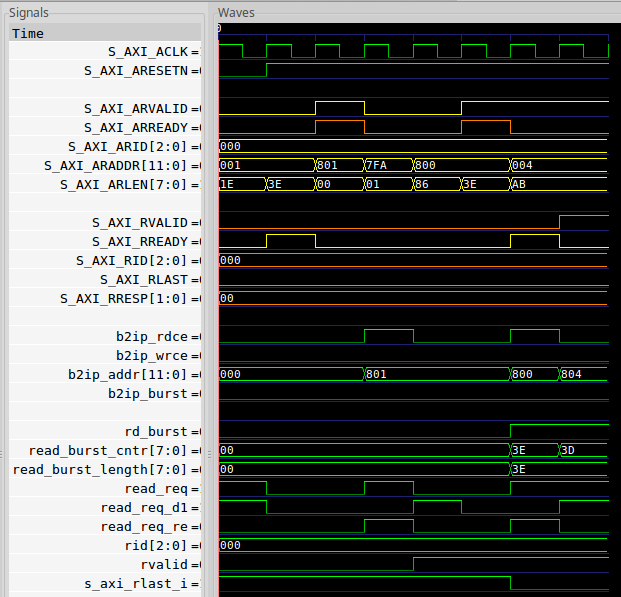 Signals Waves
Time 0
S_AXI_ACLK =
S_AXI_ARESETN =
S_AXI_ARVALID =
S_AXI_ARREADY =
S_AXI_ARID[2:0] = 000
S_AXI_ARADDR[11:0] = 001 801 7FA 800 004
S_AXI_ARLEN[7:0] = 1E 3E 00 01 86 3E AB
S_AXI_RVALID =
S_AXI_RREADY =
S_AXI_RID[2:0] = 000
S_AXI_RLAST =
S_AXI_RRESP[1:0] = 00
b2ip_rdce =
b2ip_wrce =
b2ip_addr[11:0] = 000 801 800 804
b2ip_burst =
rd_burst =
read_burst_cntr[7:0] = 00 3E 3D
read_burst_length[7:0] = 00 3E
read_req =
read_req_d1 =
read_req_re =
rid[2:0] = 000
rvalid =
s_axi_rlast_i =